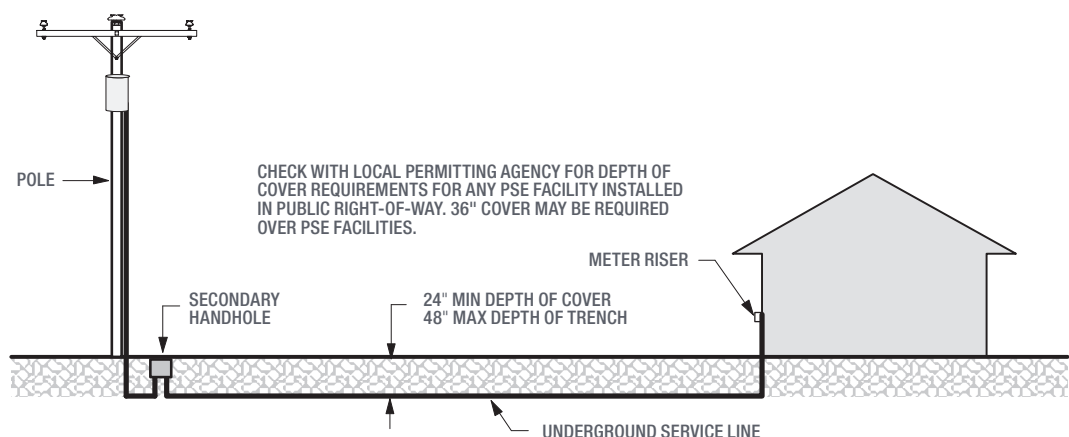 POLE
CHECK WITH LOCAL PERMITTING AGENCY FOR DEPTH OF
COVER REQUIREMENTS FOR ANY PSE FACILITY INSTALLED
IN PUBLIC RIGHT-OF-WAY. 36" COVER MAY BE REQUIRED
OVER PSE FACILITIES.
METER RISER
SECONDARY
HANDHOLE
24" MIN DEPTH OF COVER
48" MAX DEPTH OF TRENCH
UNDERGROUND SERVICE LINE